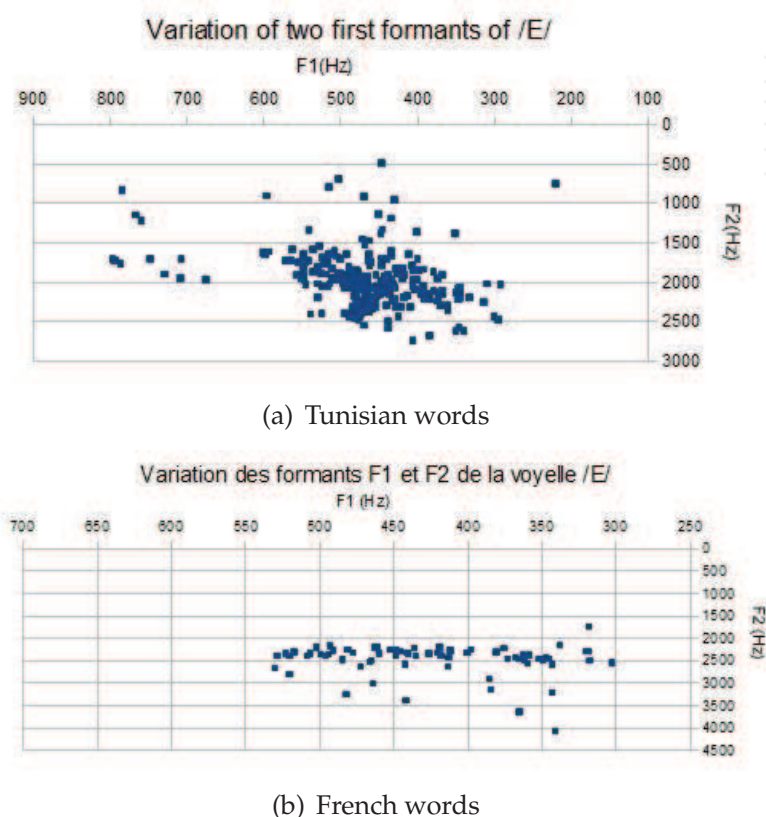 Variation of two first formants of /E/
F1(Hz)
900 800 700 600 500 400 300 200 100
0
500
1000
1500
2000
2500
3000
F2(Hz)
(a) Tunisian words
Variation des formants F1 et F2 de la voyelle /E/
F1 (Hz)
700 650 600 550 500 450 400 350 300 250
0
500
1000
1500
2000
2500
3000
3500
4000
4500
F2 (Hz)
(b) French words